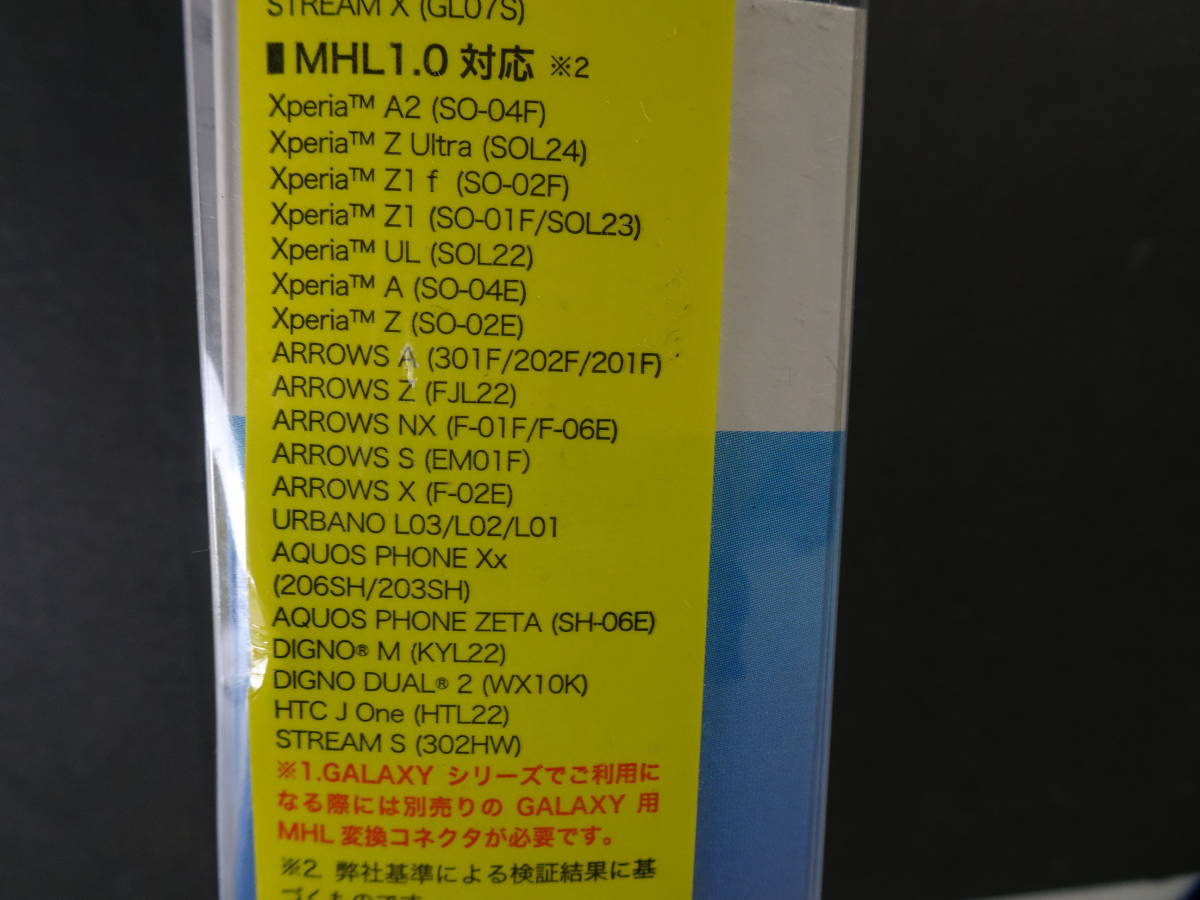 STREAM X (GL07S)
▮MHL1.0 対応 ※2
Xperia™ A2 (SO-04F)
Xperia™ Z Ultra (SOL24)
Xperia™ Z1 f (SO-02F)
Xperia™ Z1 (SO-01F/SOL23)
Xperia™ UL (SOL22)
Xperia™ A (SO-04E)
Xperia™ Z (SO-02E)
ARROWS A (301F/202F/201F)
ARROWS Z (FJL22)
ARROWS NX (F-01F/F-06E)
ARROWS S (EM01F)
ARROWS X (F-02E)
URBANO L03/L02/L01
AQUOS PHONE Xx
(206SH/203SH)
AQUOS PHONE ZETA (SH-06E)
DIGNO® M (KYL22)
DIGNO DUAL® 2 (WX10K)
HTC J One (HTL22)
STREAM S (302HW)
※1.GALAXY シリーズでご利用に
なる際には別売りの GALAXY 用
MHL 変換コネクタが必要です。
※2. 弊社基準による検証結果に基
づくものです